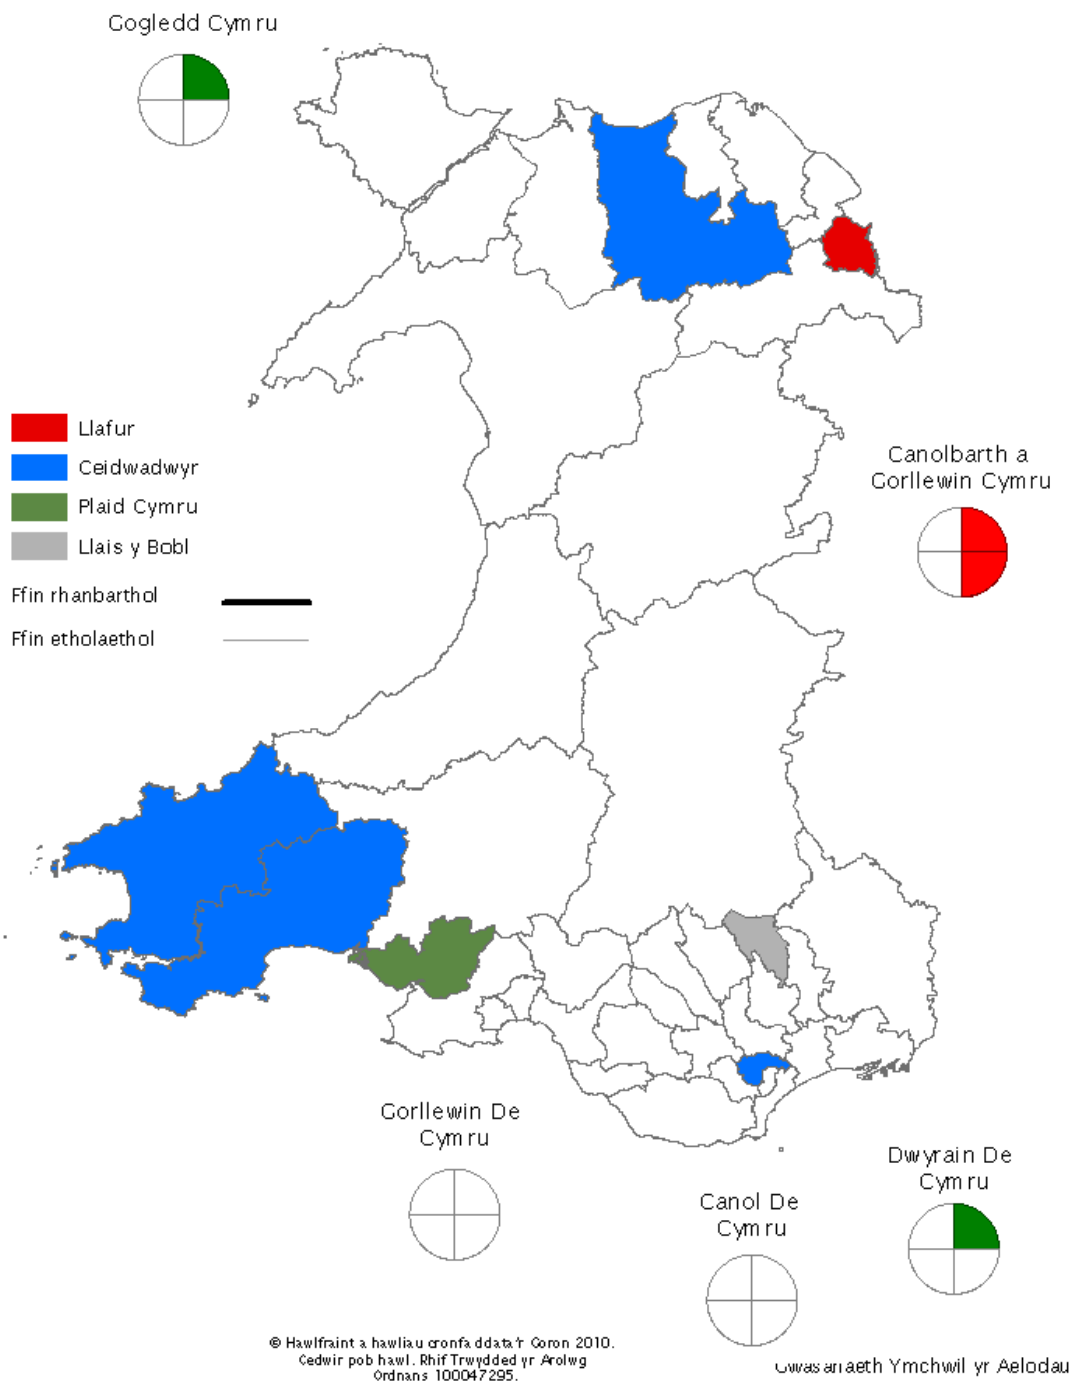 Gogledd Cymru
Llafur
Ceidwadwyr
Plaid Cymru
Llais y Bobl
Ffin rhanbarthol
Ffin etholaethol
Canolbarth a
Gorllewin Cymru
Gorllewin De
Cymru
Canol De
Cymru
Dwyrain De
Cymru
© Hawlfraint a hawliau cronfa ddata'r Goron 2010.
Cedwir pob hawl. Rhif Trwydded yr Arolwg
Ordnans 100047295.
Gwasanaeth Ymchwil yr Aelodau